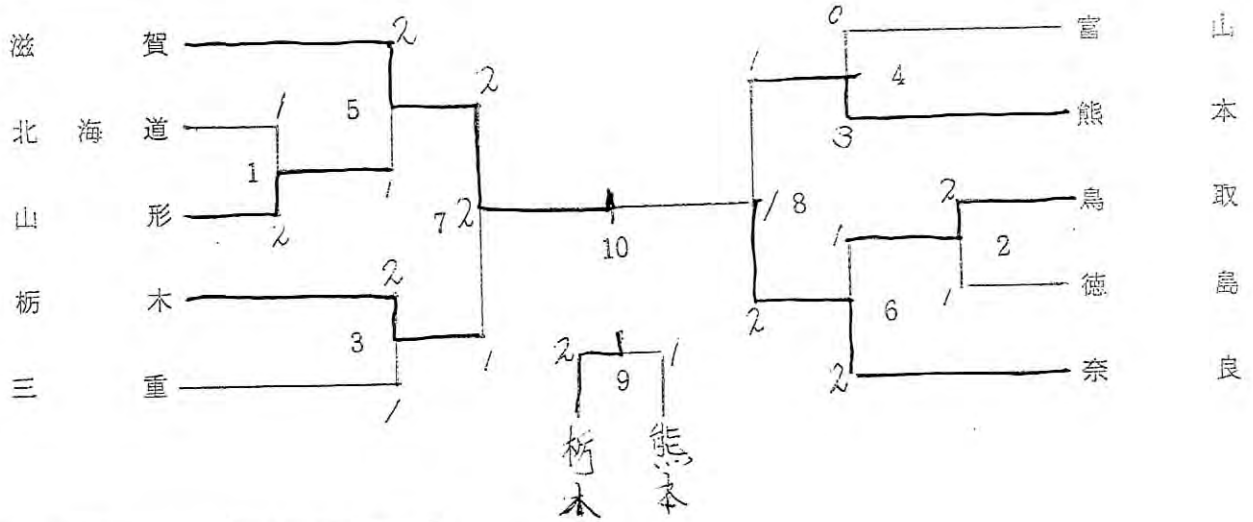 滋賀 2 2 1 0 富山
5 4
北海道 1 3 熊本
1 1
山形 2 7 2 10 1 8 2 鳥取
1 2
栃木 2 2 6 1 徳島
3 1 2 9 1
三重 1 2 奈良
栃木 熊本